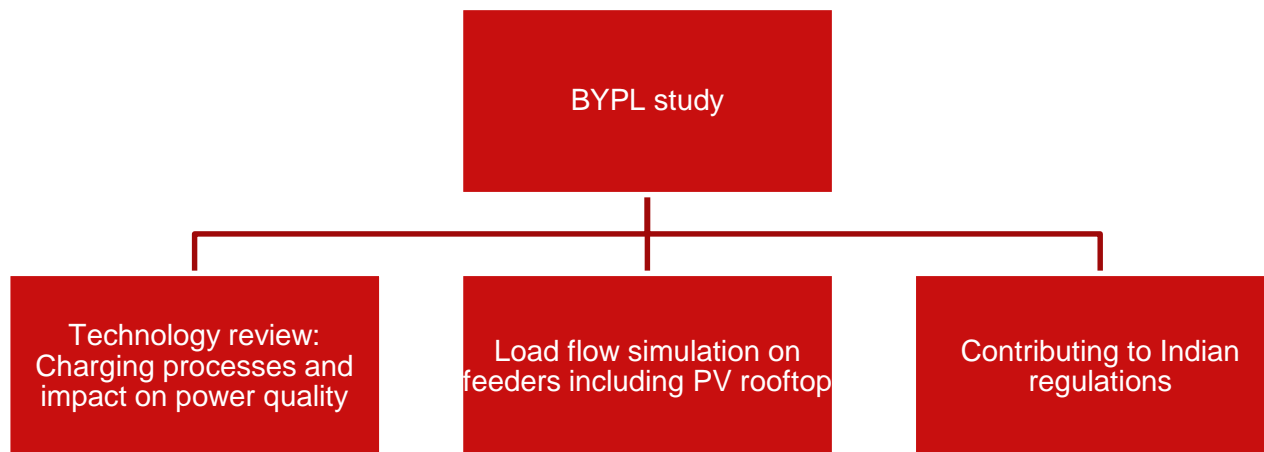 BYPL study
Technology review:
Charging processes and
impact on power quality
Load flow simulation on
feeders including PV rooftop
Contributing to Indian
regulations